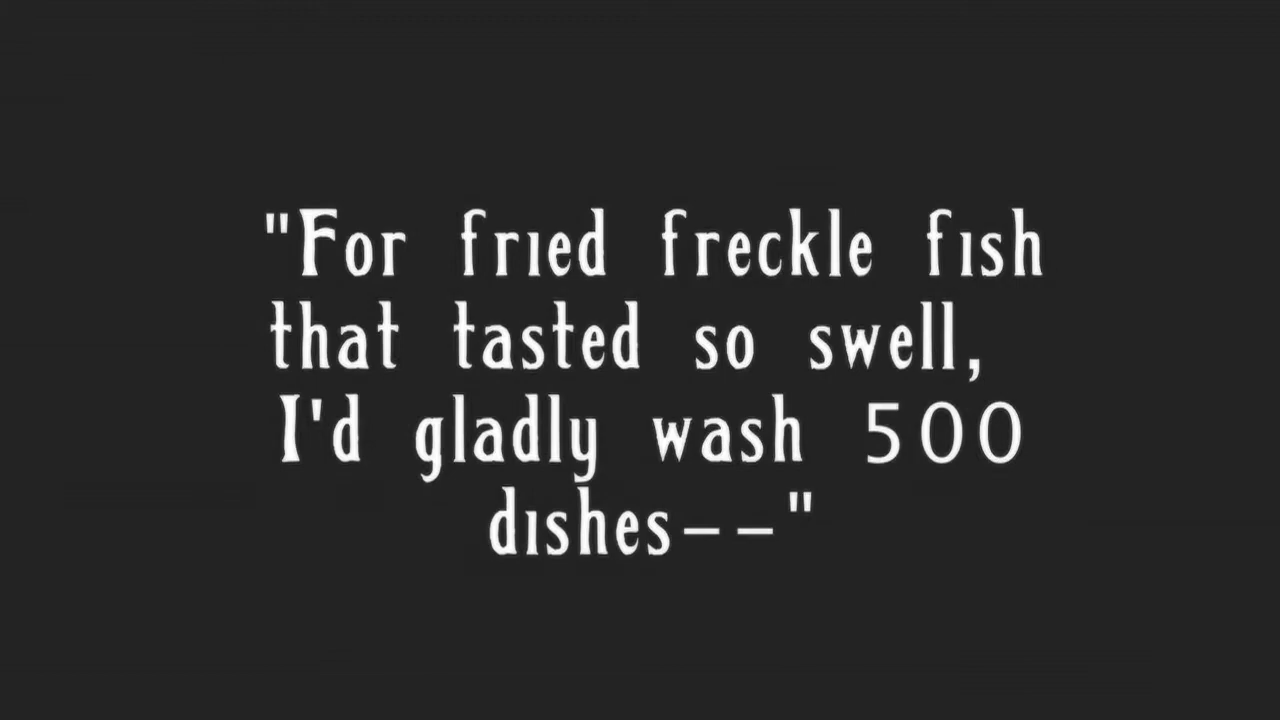 "For fried freckle fish
that tasted so swell,
I'd gladly wash 500
dishes--"